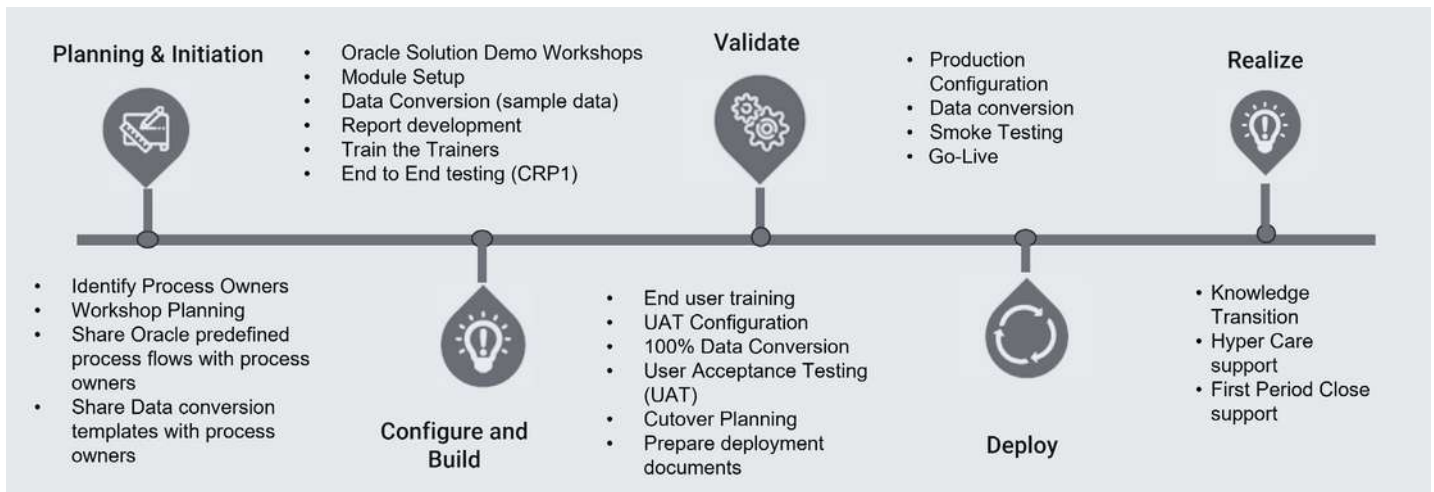 Planning & Initiation
• Identify Process Owners
• Workshop Planning
• Share Oracle predefined
process flows with process
owners
• Share Data conversion
templates with process
owners
• Oracle Solution Demo Workshops
• Module Setup
• Data Conversion (sample data)
• Report development
• Train the Trainers
• End to End testing (CRP1)
Configure and
Build
Validate
• End user training
• UAT Configuration
• 100% Data Conversion
• User Acceptance Testing
(UAT)
• Cutover Planning
• Prepare deployment
documents
• Production
Configuration
• Data conversion
• Smoke Testing
• Go-Live
Deploy
Realize
• Knowledge
Transition
• Hyper Care
support
• First Period Close
support